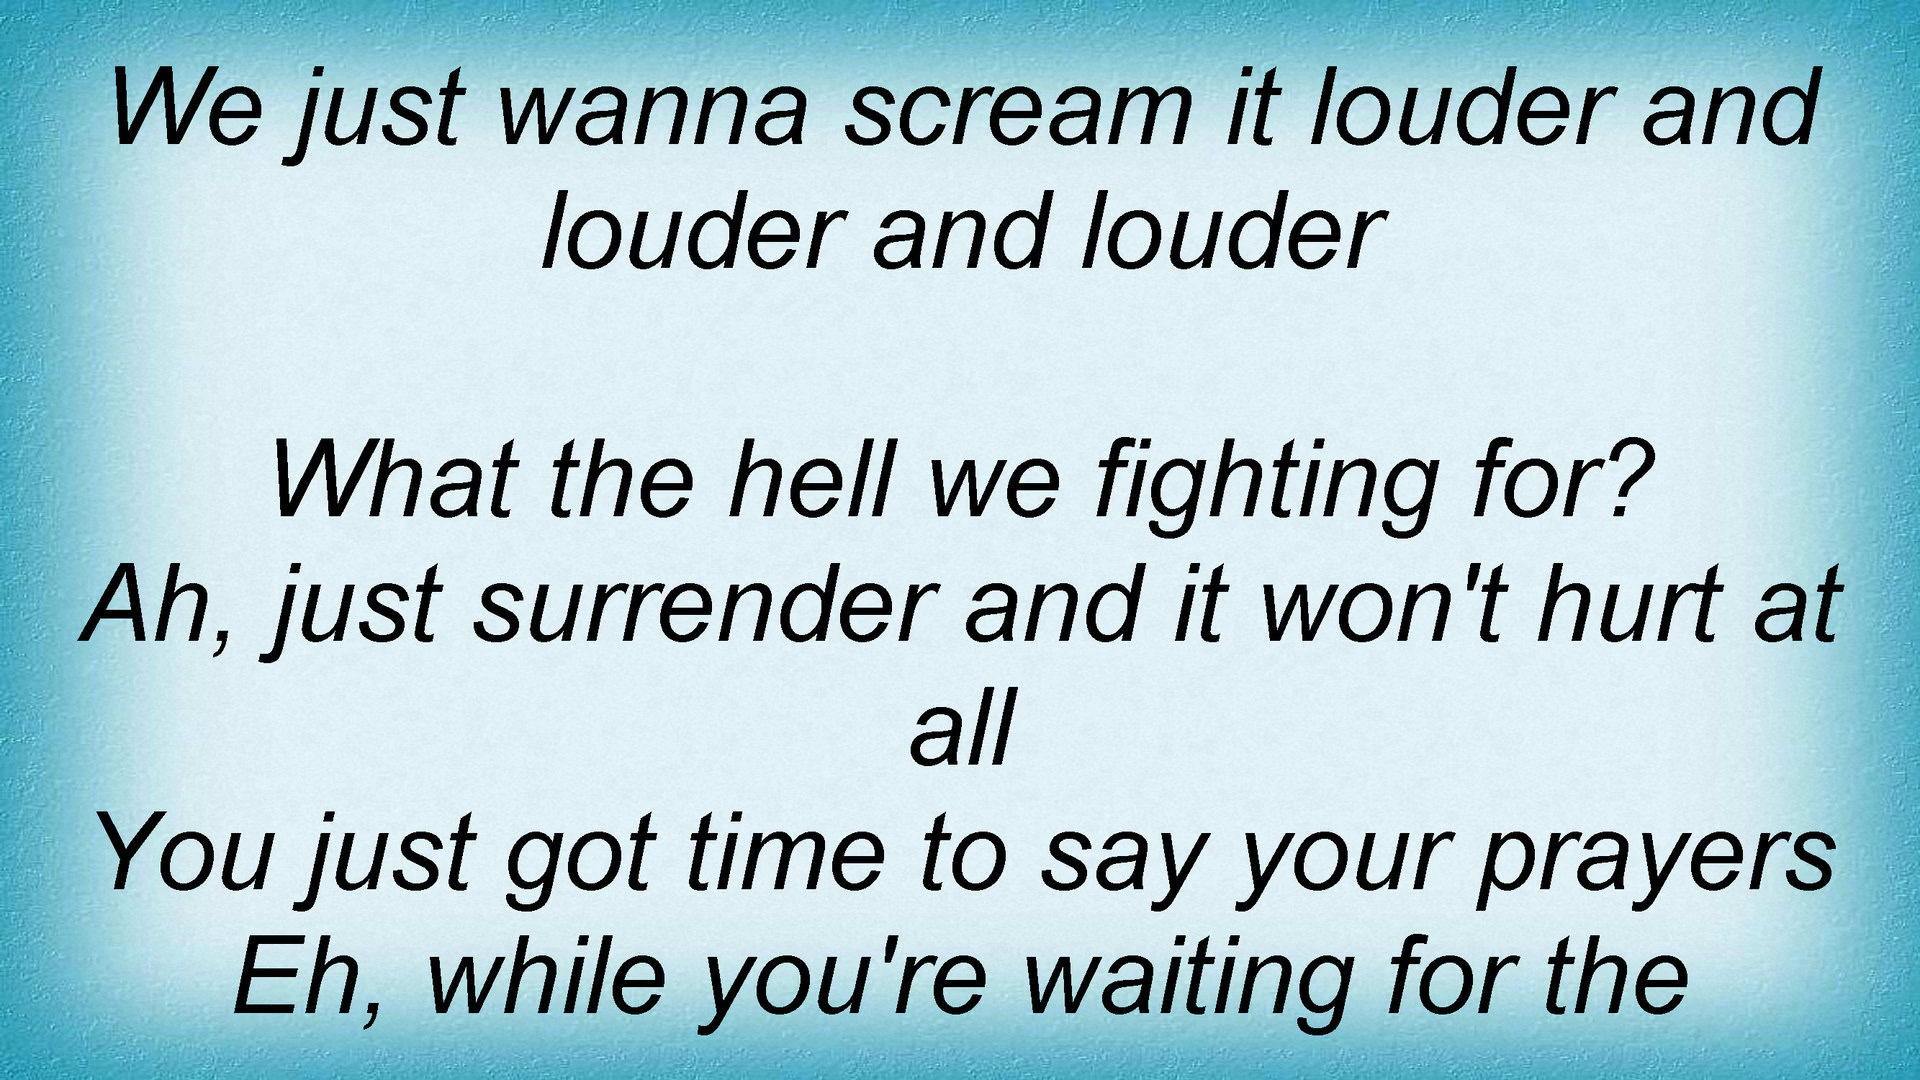 We just wanna scream it louder and
louder and louder
What the hell we fighting for?
Ah, just surrender and it won't hurt at
all
You just got time to say your prayers
Eh, while you're waiting for the